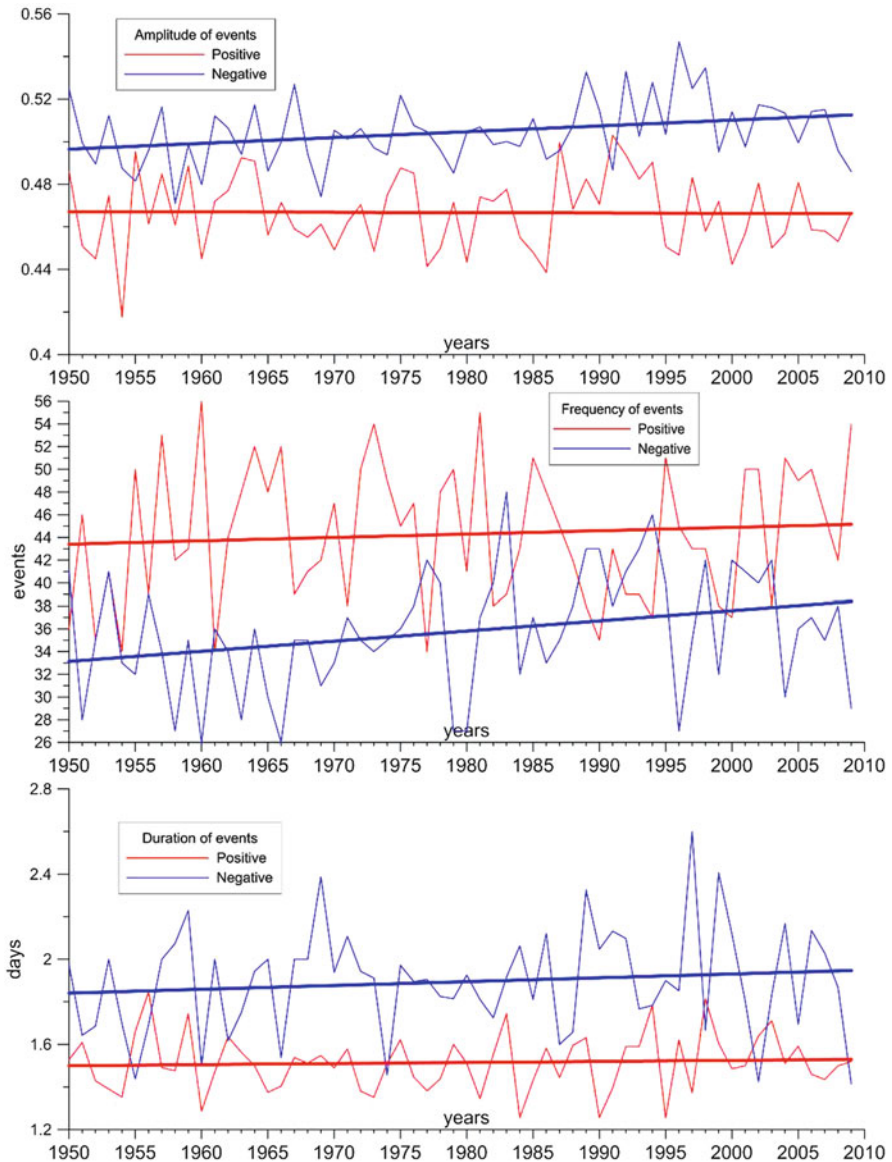 0.56
Amplitude of events
Positive
Negative
0.52
0.48
0.44
0.4
years
1950 1955 1960 1965 1970 1975 1980 1985 1990 1995 2000 2005 2010
56
54
52
50
48
46
44
42
40
38
36
34
32
30
28
26
events
Frequency of events
Positive
Negative
years
1950 1955 1960 1965 1970 1975 1980 1985 1990 1995 2000 2005 2010
2.8
Duration of events
Positive
Negative
2.4
2
1.6
1.2
days
years
1950 1955 1960 1965 1970 1975 1980 1985 1990 1995 2000 2005 2010